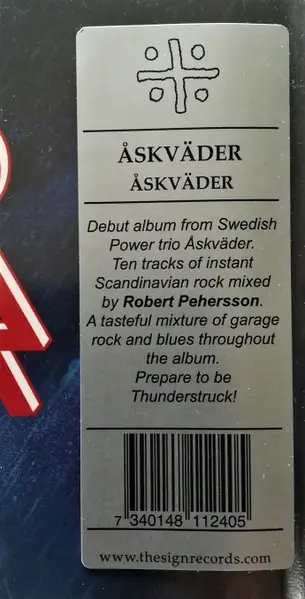 ÅSKVÄDER
ÅSKVÄDER
Debut album from Swedish
Power trio Åskväder.
Ten tracks of instant
Scandinavian rock mixed
by Robert Pehersson.
A tasteful mixture of garage
rock and blues throughout
the album.
Prepare to be
Thunderstruck!
7 340148 112405
www.thesignrecords.com